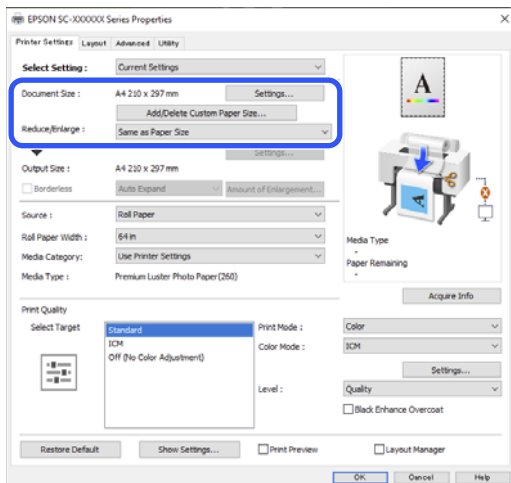 EPSON SC-XXXXXX Series Properties
Printer Settings Layout Advanced Utility
Select Setting : Current Settings
Document Size : A4 210 x 297 mm Settings...
Add/Delete Custom Paper Size...
Reduce/Enlarge : Same as Paper Size
Settings...
Output Size : A4 210 x 297 mm
Borderless Auto Expand Amount of Enlargement...
Source : Roll Paper
Roll Paper Width : 64 in
Media Category: Use Printer Settings
Media Type : Premium Luster Photo Paper(260)
A
A
Media Type
-
Paper Remaining
-
Acquire Info
Print Quality
Select Target
Standard
ICM
Off (No Color Adjustment)
Print Mode : Color
Color Mode : ICM
Settings...
Level : Quality
Black Enhance Overcoat
Restore Default Show Settings... Print Preview Layout Manager
OK Cancel Help